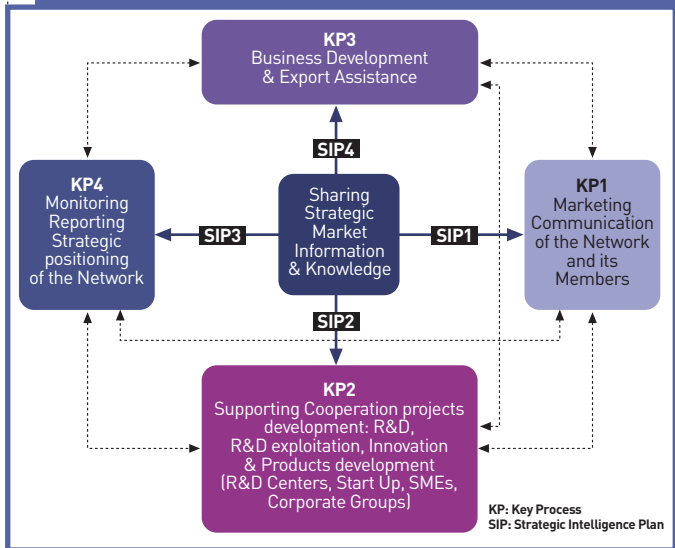 KP3
Business Development
& Export Assistance
SIP4
KP4
Monitoring
Reporting
Strategic
positioning
of the Network
SIP3
Sharing
Strategic
Market
Information
& Knowledge
SIP1
KP1
Marketing
Communication
of the Network
and its
Members
SIP2
KP2
Supporting Cooperation projects
development: R&D,
R&D exploitation, Innovation
& Products development
(R&D Centers, Start Up, SMEs,
Corporate Groups)
KP: Key Process
SIP: Strategic Intelligence Plan